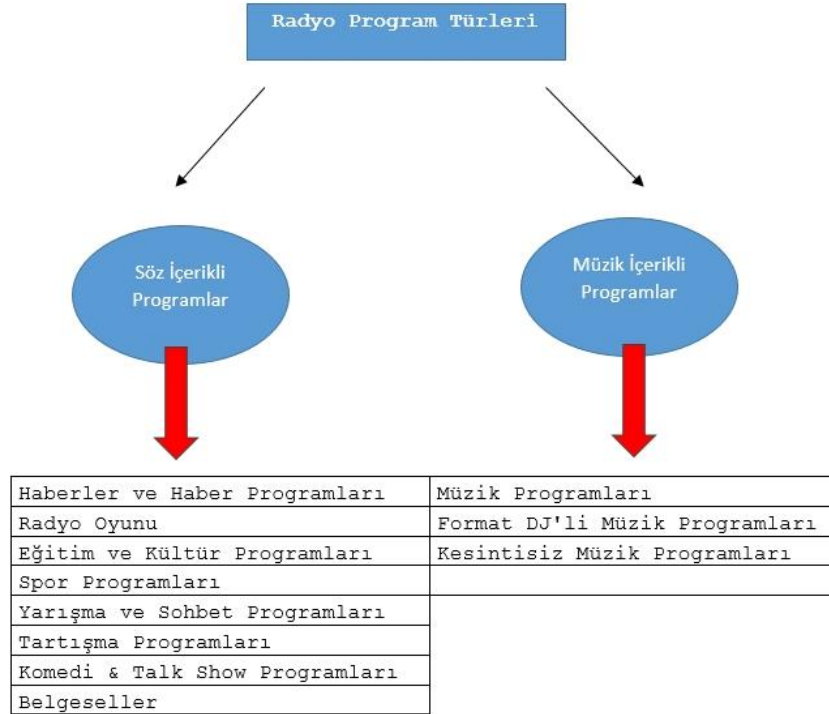 Radyo Program Türleri
Söz İçerikli
Programlar
Müzik İçerikli
Programlar
Haberler ve Haber Programları
Radyo Oyunu
Eğitim ve Kültür Programları
Spor Programları
Yarışma ve Sohbet Programları
Tartışma Programları
Komedi & Talk Show Programları
Belgeseller
Müzik Programları
Format DJ'li Müzik Programları
Kesintisiz Müzik Programları